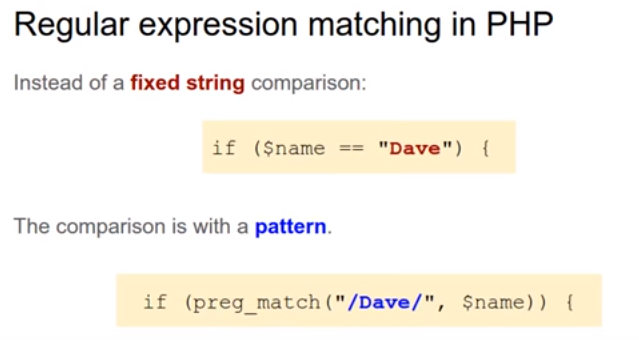 Regular expression matching in PHP
Instead of a fixed string comparison:
if ($name == "Dave") {
The comparison is with a pattern.
if (preg_match("/Dave/", $name)) {